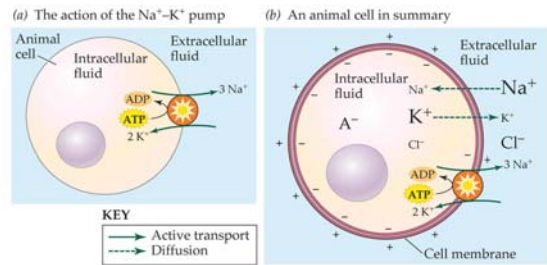 (a) The action of the Na⁺–K⁺ pump
Animal
cell
Intracellular
fluid
Extracellular
fluid
3 Na⁺
ADP
ATP
2 K⁺
KEY
Active transport
Diffusion
(b) An animal cell in summary
Extracellular
fluid
Intracellular
fluid
Na⁺
Na⁺
A⁻
K⁺
K⁺
Cl⁻
Cl⁻
3 Na⁺
ADP
ATP
2 K⁺
Cell membrane